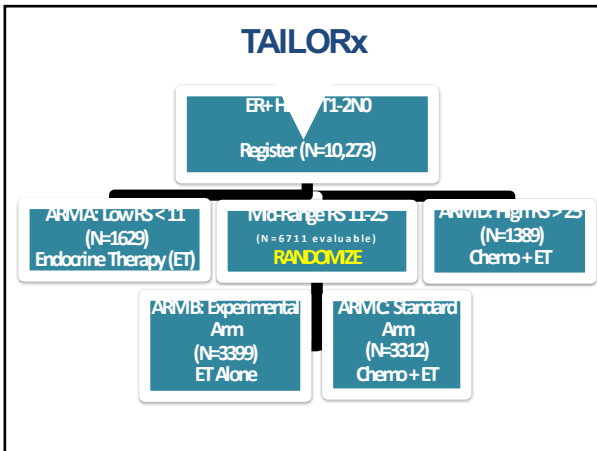 TAILORx
ER+ T1-2N0
Register (N=10,273)
ARM A: Low RS < 11
(N=1629)
Endocrine Therapy (ET)
Mid-Range RS 11-25
(N=6711 evaluable)
RANDOMIZE
ARM D: High RS > 25
(N=1389)
Chemo + ET
ARM B: Experimental
Arm
(N=3399)
ET Alone
ARM C: Standard
Arm
(N=3312)
Chemo + ET